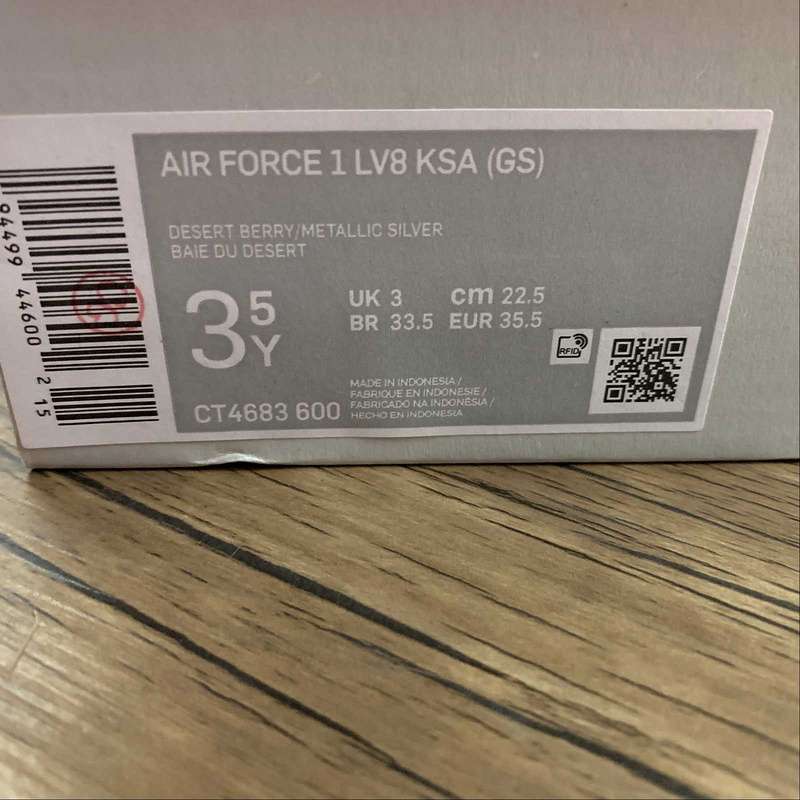 AIR FORCE 1 LV8 KSA (GS)
DESERT BERRY/METALLIC SILVER
BAIE DU DESERT
3 5 Y
UK 3 cm 22.5
BR 33.5 EUR 35.5
RFID
CT4683 600
MADE IN INDONESIA /
FABRIQUE EN INDONESIE /
FABRICADO NA INDONÉSIA /
HECHO EN INDONESIA
94499 44600 2 15